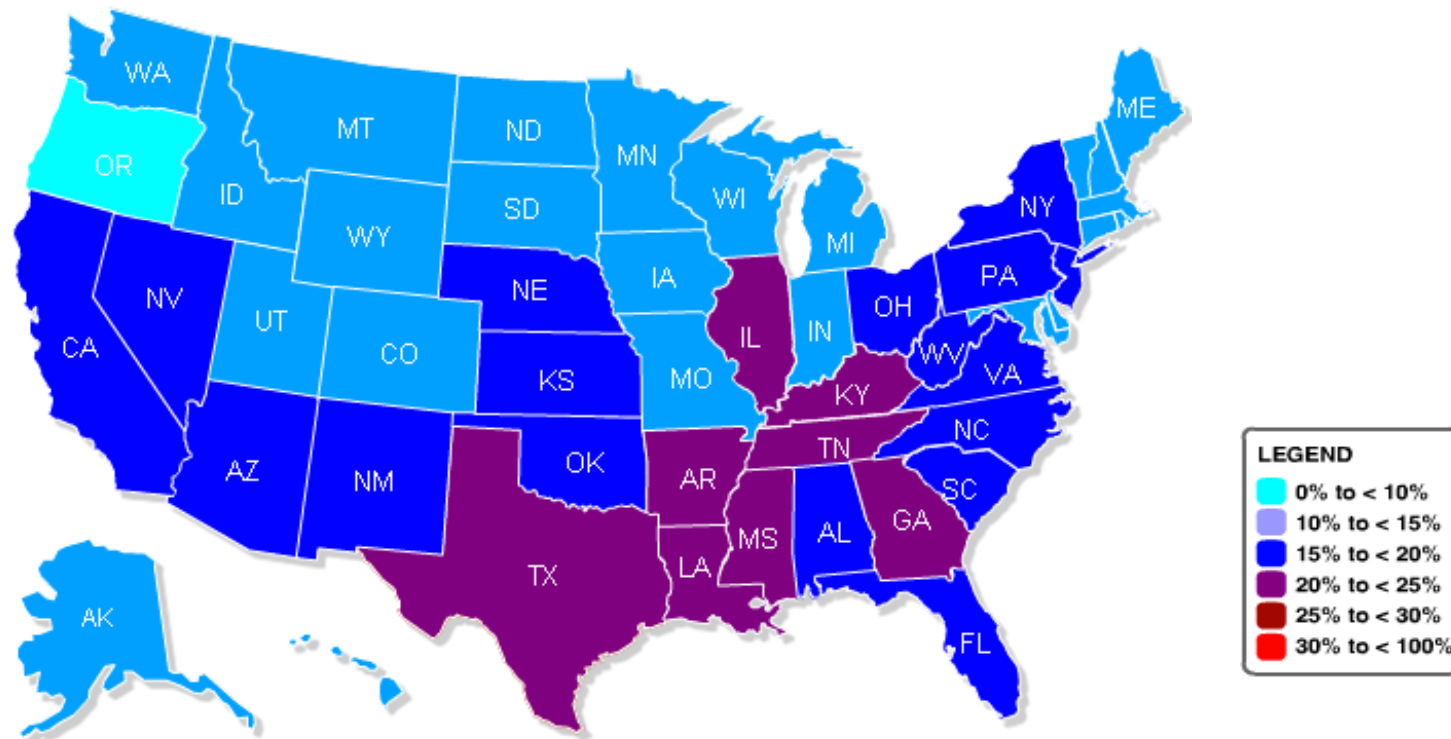 WA
ME
MT
ND
MN
OR
ID
WI
SD
NY
WY
MI
IA
PA
NE
NV
OH
IN
UT
IL
CO
CA
WV
KS
MO
VA
KY
NC
TN
OK
AZ
NM
AR
SC
GA
MS
AL
LA
TX
AK
FL
LEGEND
0% to < 10%
10% to < 15%
15% to < 20%
20% to < 25%
25% to < 30%
30% to < 100%